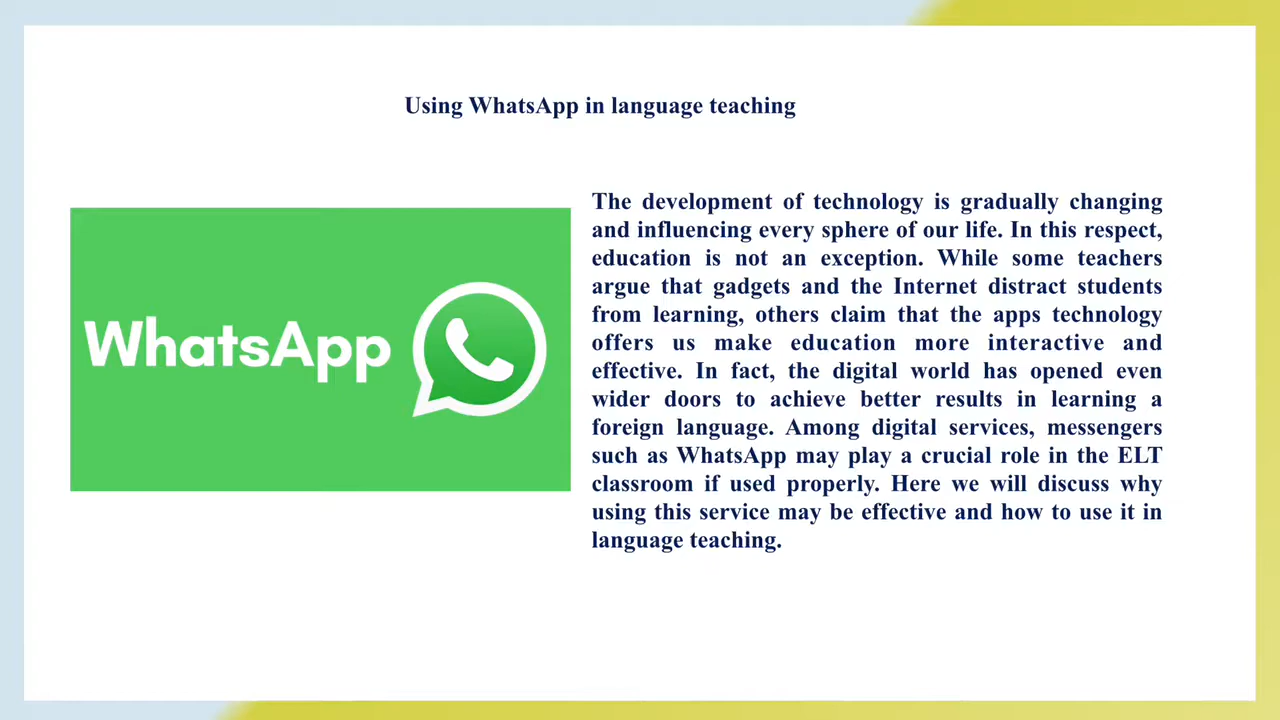 Using WhatsApp in language teaching
WhatsApp
The development of technology is gradually changing
and influencing every sphere of our life. In this respect,
education is not an exception. While some teachers
argue that gadgets and the Internet distract students
from learning, others claim that the apps technology
offers us make education more interactive and
effective. In fact, the digital world has opened even
wider doors to achieve better results in learning a
foreign language. Among digital services, messengers
such as WhatsApp may play a crucial role in the ELT
classroom if used properly. Here we will discuss why
using this service may be effective and how to use it in
language teaching.